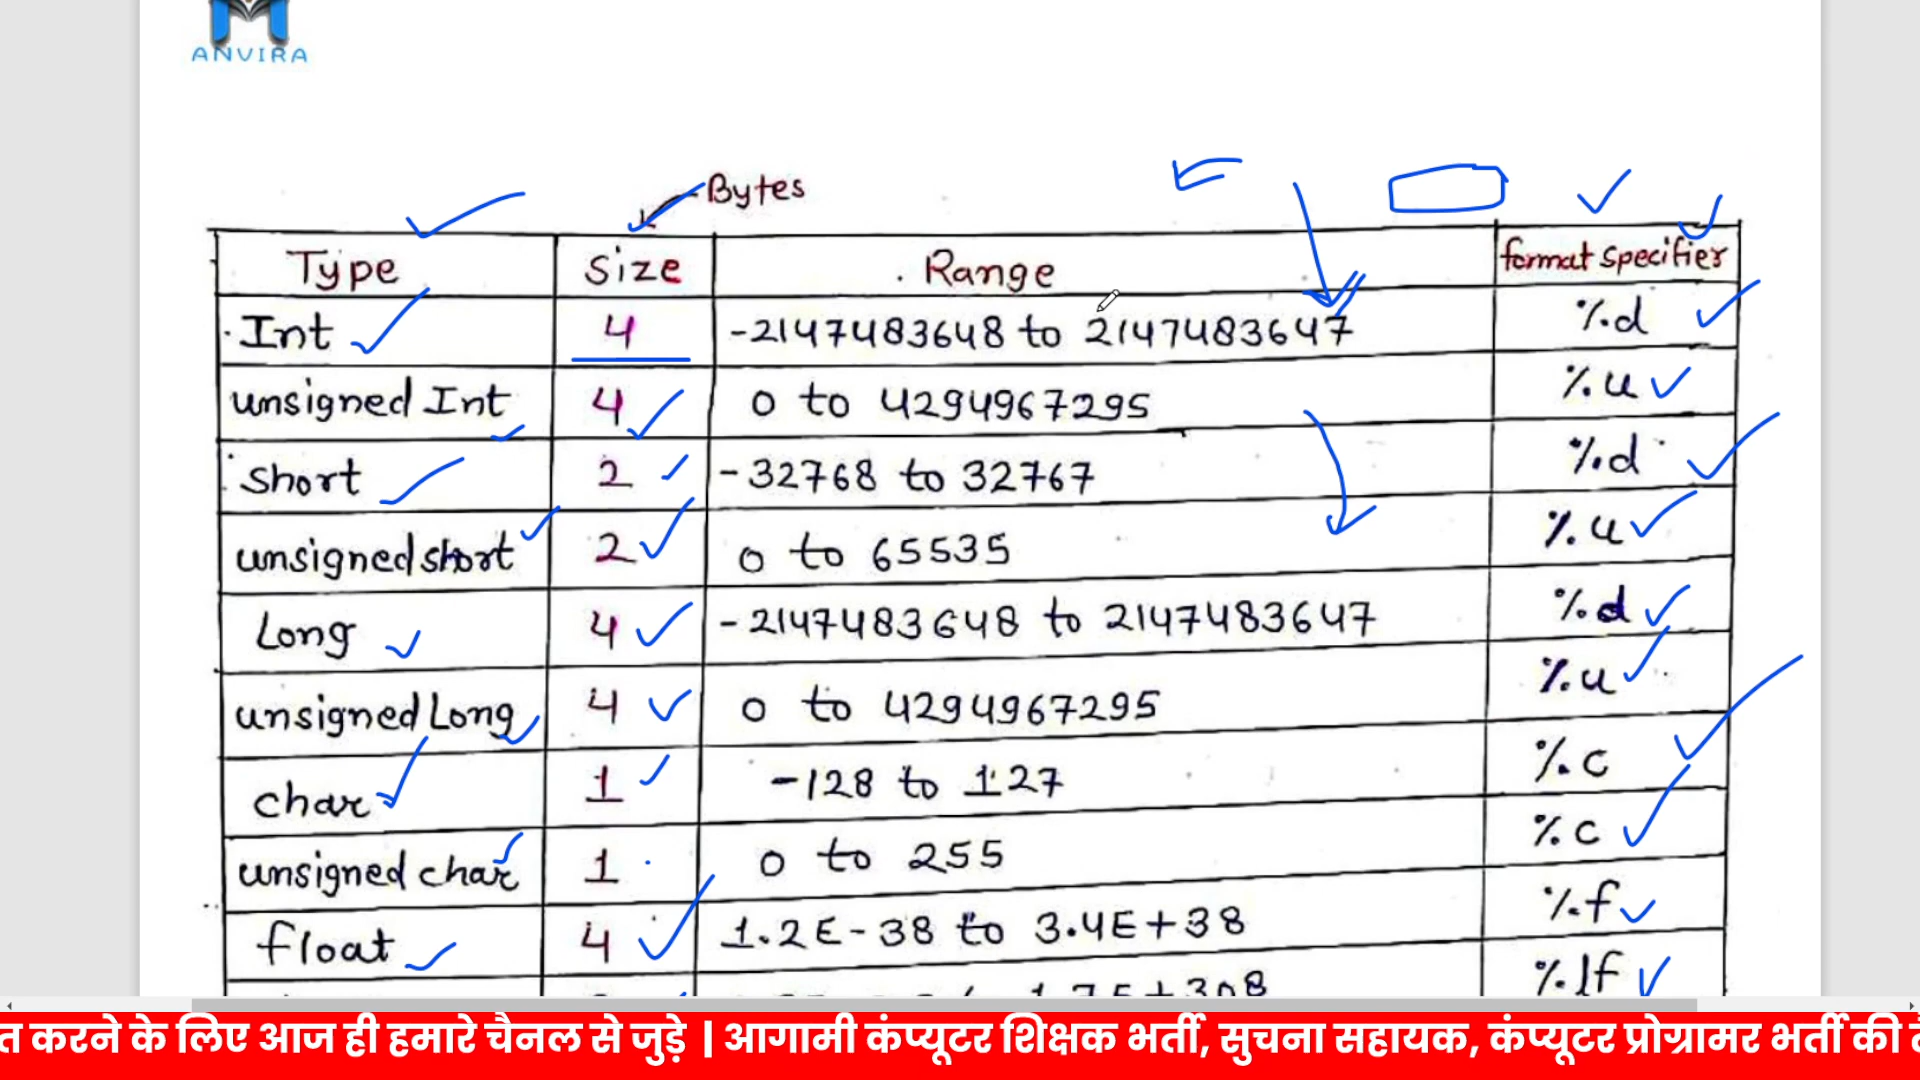 ANVIRA
Bytes
Type Size Range format specifier
Int 4 -2147483648 to 2147483647 %d
unsigned Int 4 0 to 4294967295 %u
short 2 -32768 to 32767 %d
unsigned short 2 0 to 65535 %u
Long 4 -2147483648 to 2147483647 %d
unsigned Long 4 0 to 4294967295 %u
char 1 -128 to 127 %c
unsigned char 1 0 to 255 %c
float 4 1.2E-38 to 3.4E+38 %f
%lf
करने के लिए आज ही हमारे चैनल से जुड़े | आगामी कंप्यूटर शिक्षक भर्ती, सुचना सहायक, कंप्यूटर प्रोग्रामर भर्ती की